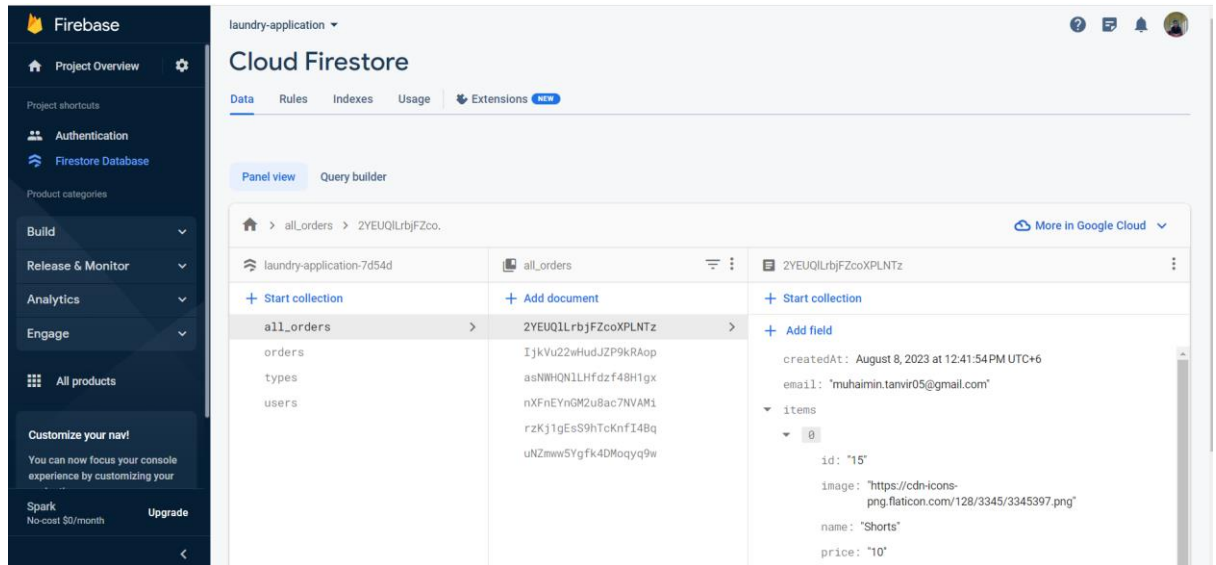 Firebase
Project Overview
Project shortcuts
Authentication
Firestore Database
Product categories
Build
Release & Monitor
Analytics
Engage
All products
Customize your nav!
You can now focus your console
experience by customizing your
Spark
No-cost $0/month
Upgrade
laundry-application
Cloud Firestore
Data Rules Indexes Usage Extensions NEW
Panel view Query builder
> all_orders > 2YEUQlLrbjFZco.
More in Google Cloud
laundry-application-7d54d
+ Start collection
all_orders >
orders
types
users
all_orders
+ Add document
2YEUQlLrbjFZcoXPLNTz >
IjkVu22wHudJZP9kRAop
asNWHQNlLHfdzf48H1gx
nXFnEYnGM2u8ac7NVAMi
rzKj1gEsS9hTcKnfI4Bq
uNZmww5Ygfk4DMoqyq9w
2YEUQlLrbjFZcoXPLNTz
+ Start collection
+ Add field
createdAt: August 8, 2023 at 12:41:54 PM UTC+6
email: "muhaimin.tanvir05@gmail.com"
items
0
id: "15"
image: "https://cdn-icons-
png.flaticon.com/128/3345/3345397.png"
name: "Shorts"
price: "10"